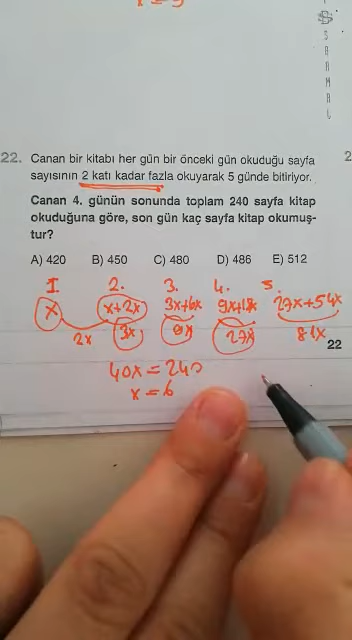 S
A
R
M
A
L
22. Canan bir kitabı her gün bir önceki gün okuduğu sayfa
sayısının 2 katı kadar fazla okuyarak 5 günde bitiriyor.
Canan 4. günün sonunda toplam 240 sayfa kitap
okuduğuna göre, son gün kaç sayfa kitap okumuş-
tur?
A) 420 B) 450 C) 480 D) 486 E) 512
1. 2. 3. 4. 5.
x x+2x 3x+6x 9x+18x 27x+54x
2x 3x 9x 27x 81x
40x = 240
x = 6
22
2